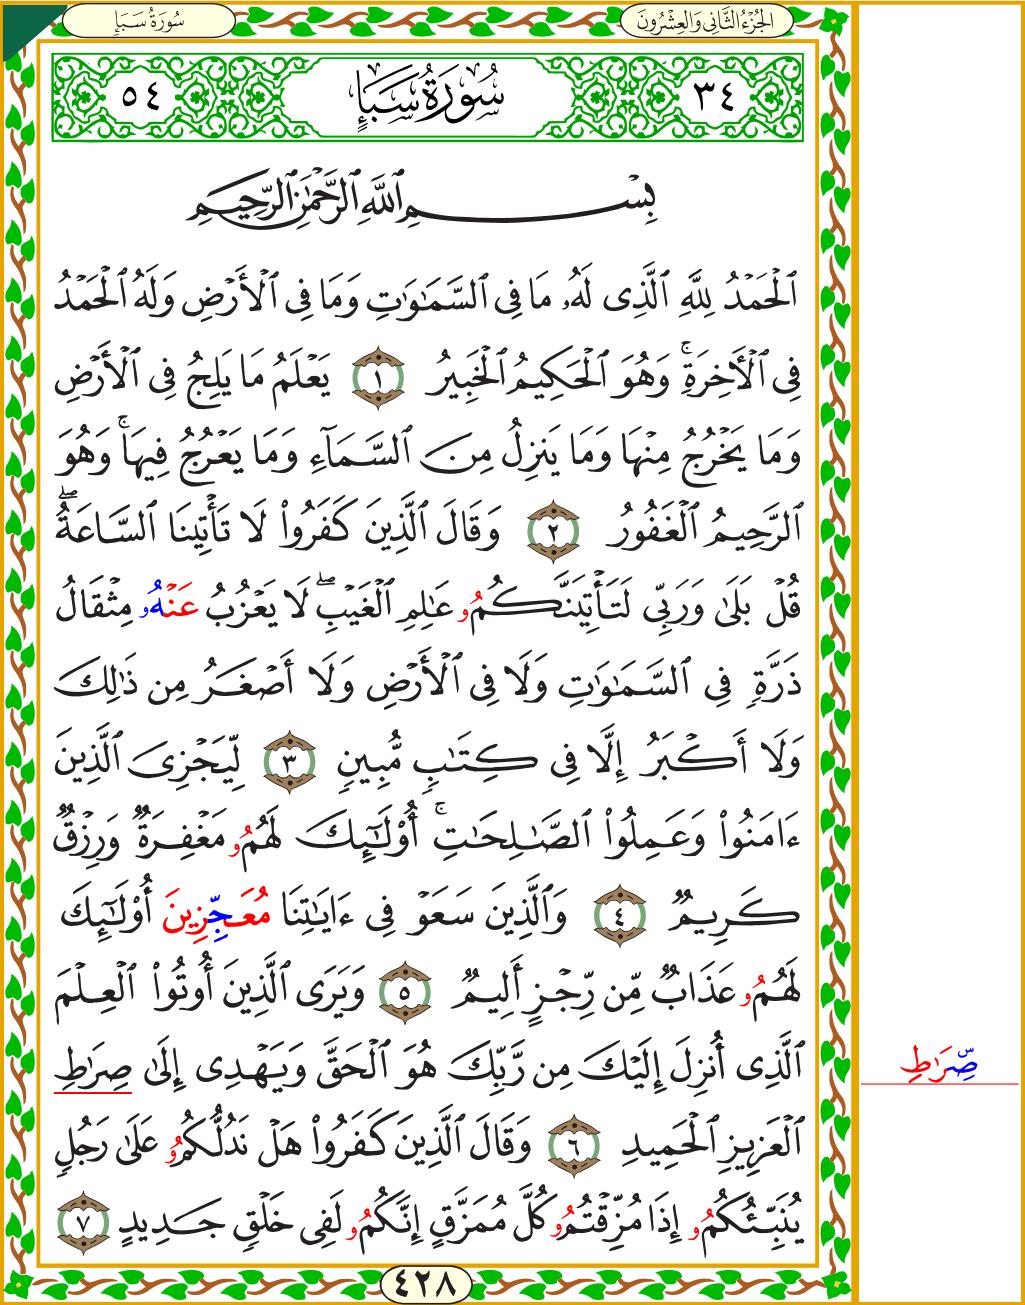 سُورَةُ سَبَإٍ
الجُزْءُ الثَّانِي وَالعِشْرُونَ
٣٤ سُورَةُ سَبَإٍ ٥٤
بِسْمِ ٱللَّهِ ٱلرَّحْمَٰنِ ٱلرَّحِيمِ
ٱلْحَمْدُ لِلَّهِ ٱلَّذِى لَهُۥ مَا فِى ٱلسَّمَٰوَٰتِ وَمَا فِى ٱلْأَرْضِ وَلَهُ ٱلْحَمْدُ
فِى ٱلْأَخِرَةِۚ وَهُوَ ٱلْحَكِيمُ ٱلْخَبِيرُ ١ يَعْلَمُ مَا يَلِجُ فِى ٱلْأَرْضِ
وَمَا يَخْرُجُ مِنْهَا وَمَا يَنزِلُ مِنَ ٱلسَّمَآءِ وَمَا يَعْرُجُ فِيهَاۚ وَهُوَ
ٱلرَّحِيمُ ٱلْغَفُورُ ٢ وَقَالَ ٱلَّذِينَ كَفَرُوا۟ لَا تَأْتِينَا ٱلسَّاعَةُۖ
قُلْ بَلَىٰ وَرَبِّى لَتَأْتِيَنَّكُمُۥ عَٰلِمِ ٱلْغَيْبِۖ لَا يَعْزُبُ عَنْهُۥ مِثْقَالُ
ذَرَّةٍ فِى ٱلسَّمَٰوَٰتِ وَلَا فِى ٱلْأَرْضِ وَلَا أَصْغَرُ مِن ذَٰلِكَ
وَلَا أَكْبَرُ إِلَّا فِى كِتَٰبٍ مُّبِينٍ ٣ لِّيَجْزِىَ ٱلَّذِينَ
ءَامَنُوا۟ وَعَمِلُوا۟ ٱلصَّٰلِحَٰتِۚ أُو۟لَٰٓئِكَ لَهُمُۥ مَغْفِرَةٌ وَرِزْقٌ
كَرِيمٌ ٤ وَٱلَّذِينَ سَعَوْ فِى ءَايَٰتِنَا مُعَجِّزِينَ أُو۟لَٰٓئِكَ
لَهُمُۥ عَذَابٌ مِّن رِّجْزٍ أَلِيمٌ ٥ وَيَرَى ٱلَّذِينَ أُوتُوا۟ ٱلْعِلْمَ
ٱلَّذِى أُنزِلَ إِلَيْكَ مِن رَّبِّكَ هُوَ ٱلْحَقَّ وَيَهْدِى إِلَىٰ صِرَٰطِ
صِّرَٰطِ
ٱلْعَزِيزِ ٱلْحَمِيدِ ٦ وَقَالَ ٱلَّذِينَ كَفَرُوا۟ هَلْ نَدُلُّكُمُۥ عَلَىٰ رَجُلٍ
يُنَبِّئُكُمُۥ إِذَا مُزِّقْتُمُۥ كُلَّ مُمَزَّقٍ إِنَّكُمُۥ لَفِى خَلْقٍ جَدِيدٍ ٧
٤٢٨